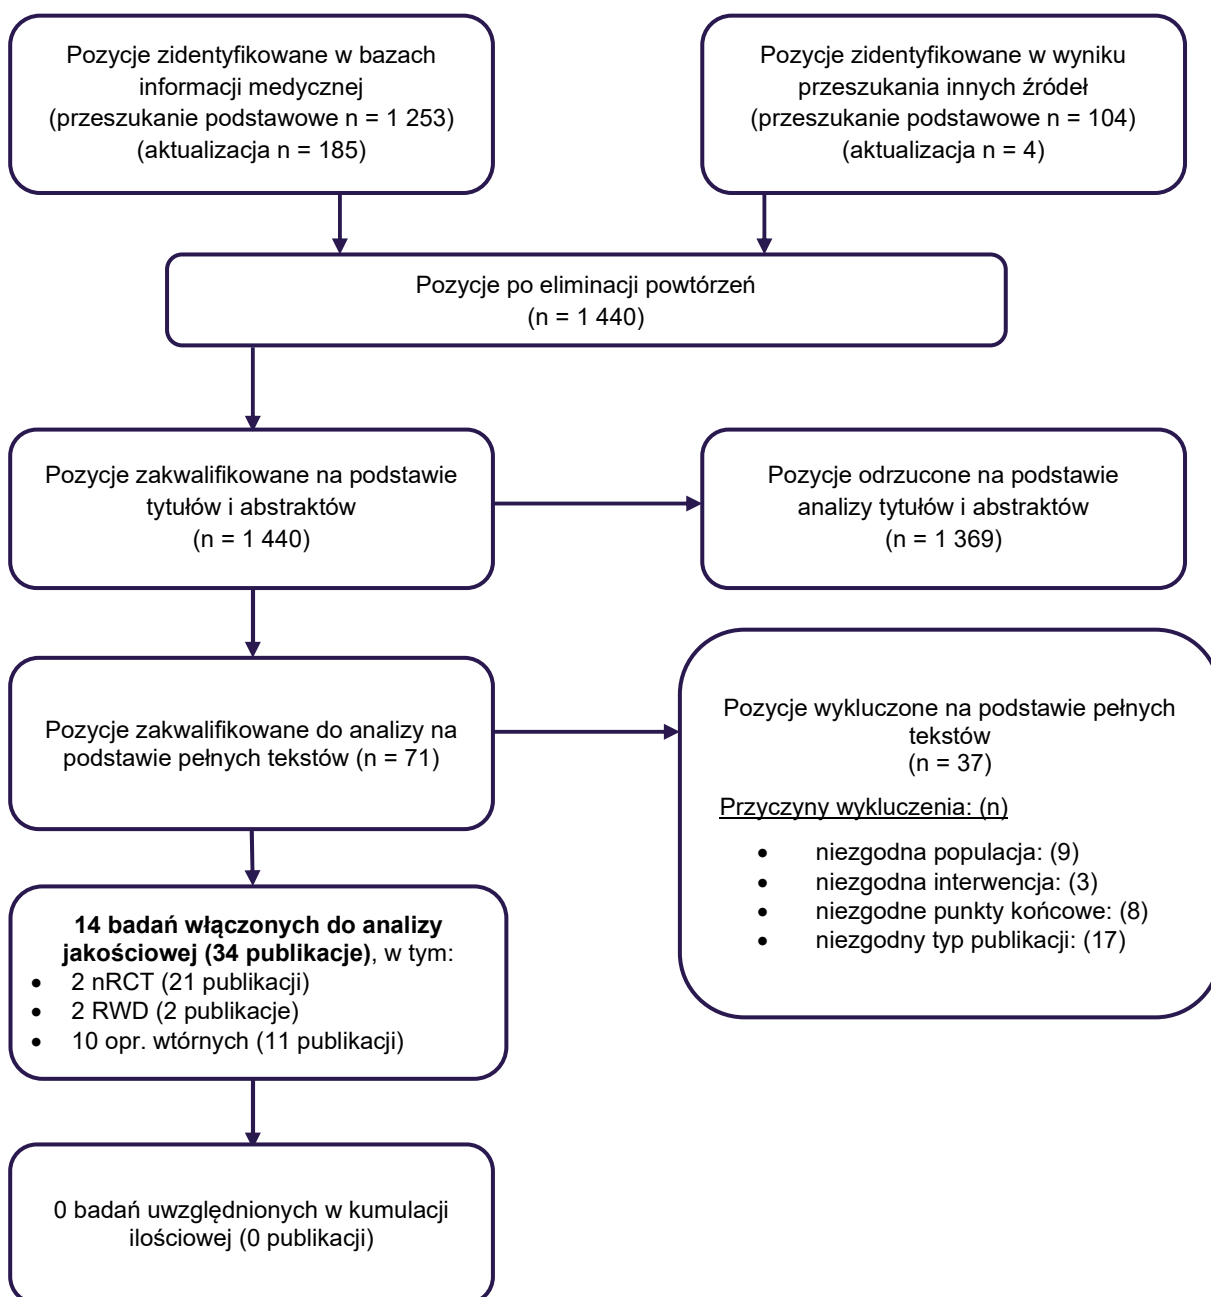 Pozycje zidentyfikowane w bazach
informacji medycznej
(przeszukanie podstawowe n = 1 253)
(aktualizacja n = 185)
Pozycje zidentyfikowane w wyniku
przeszukania innych źródeł
(przeszukanie podstawowe n = 104)
(aktualizacja n = 4)
Pozycje po eliminacji powtórzeń
(n = 1 440)
Pozycje zakwalifikowane na podstawie
tytułów i abstraktów
(n = 1 440)
Pozycje odrzucone na podstawie
analizy tytułów i abstraktów
(n = 1 369)
Pozycje zakwalifikowane do analizy na
podstawie pełnych tekstów (n = 71)
Pozycje wykluczone na podstawie pełnych
tekstów
(n = 37)
Przyczyny wykluczenia: (n)
• niezgodna populacja: (9)
• niezgodna interwencja: (3)
• niezgodne punkty końcowe: (8)
• niezgodny typ publikacji: (17)
14 badań włączonych do analizy
jakościowej (34 publikacje), w tym:
• 2 nRCT (21 publikacji)
• 2 RWD (2 publikacje)
• 10 opr. wtórnych (11 publikacji)
0 badań uwzględnionych w kumulacji
ilościowej (0 publikacji)